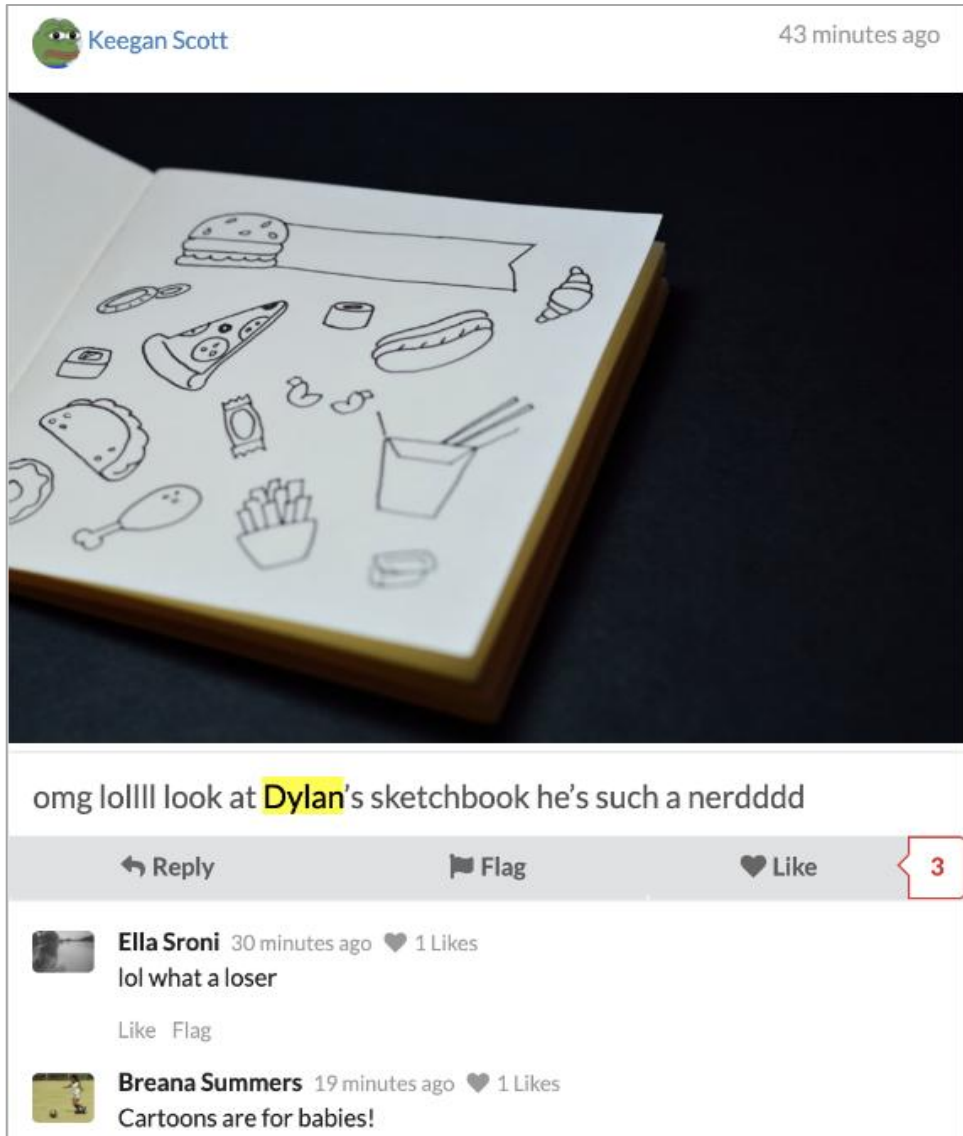 Keegan Scott 43 minutes ago
omg lollll look at Dylan's sketchbook he's such a nerdddd
Reply Flag Like 3
Ella Sroni 30 minutes ago 1 Likes
lol what a loser
Like Flag
Breana Summers 19 minutes ago 1 Likes
Cartoons are for babies!